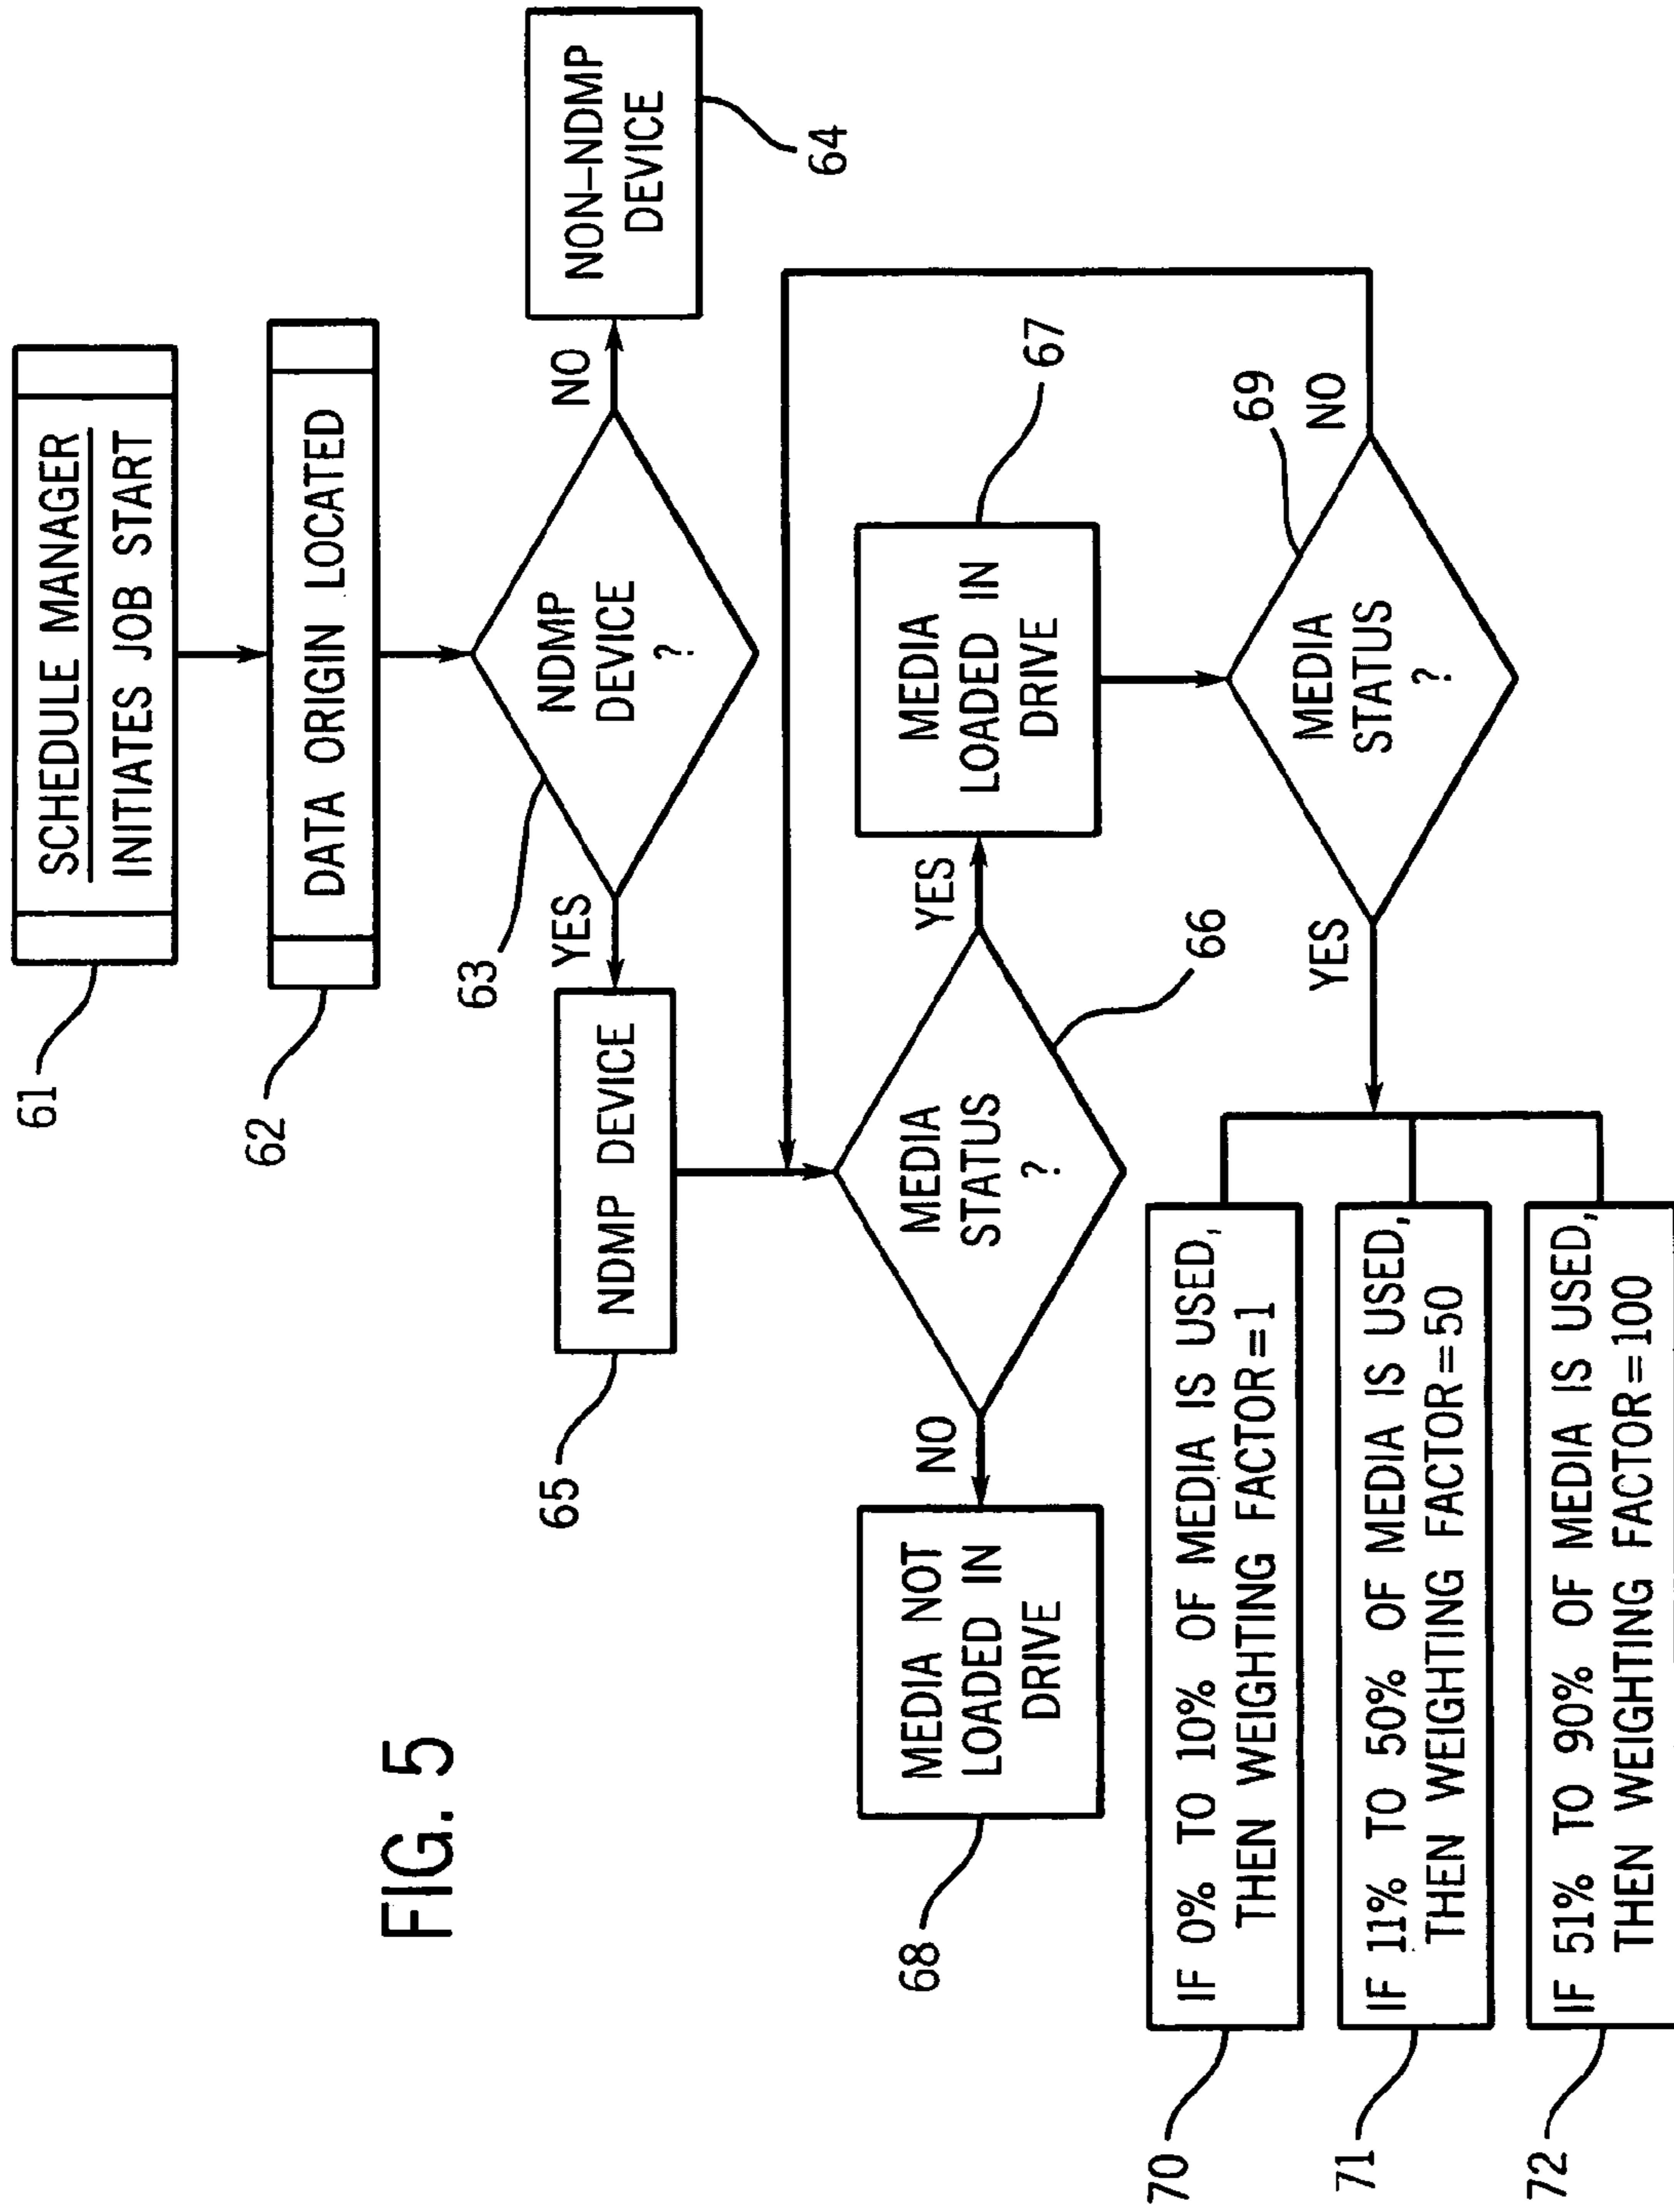 FIG. 5
61
SCHEDULE MANAGER
INITIATES JOB START
62
DATA ORIGIN LOCATED
63
NDMP
DEVICE
?
YES
NO
NON-NDMP
DEVICE
64
65
NDMP DEVICE
MEDIA
STATUS
?
66
NO
YES
68
MEDIA NOT
LOADED IN
DRIVE
MEDIA
LOADED IN
DRIVE
67
MEDIA
STATUS
?
69
YES
NO
70
IF 0% TO 10% OF MEDIA IS USED,
THEN WEIGHTING FACTOR=1
71
IF 11% TO 50% OF MEDIA IS USED,
THEN WEIGHTING FACTOR=50
72
IF 51% TO 90% OF MEDIA IS USED,
THEN WEIGHTING FACTOR=100